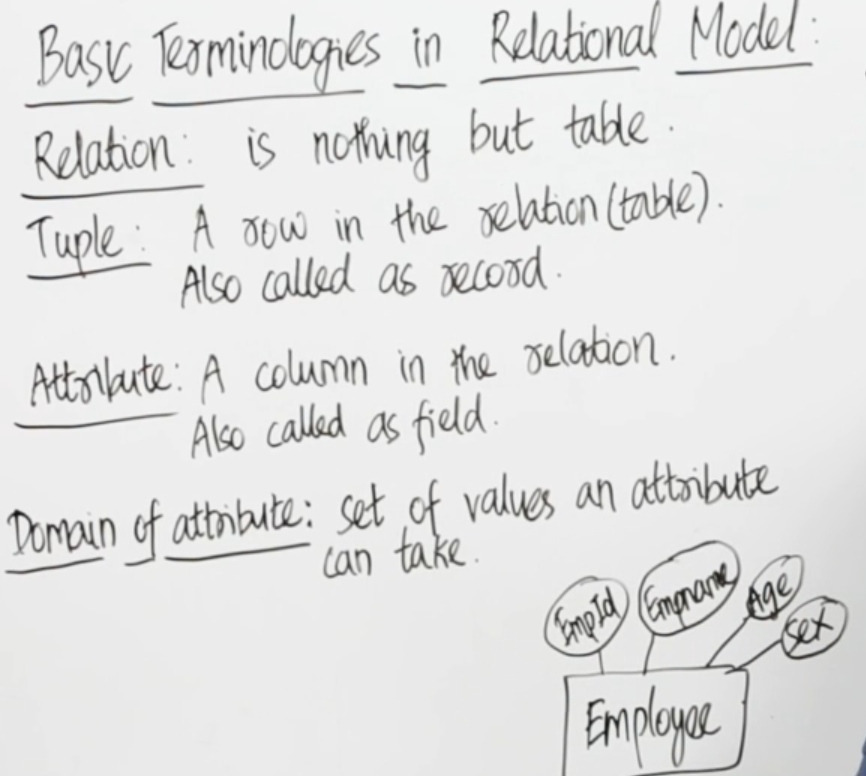 Basic Terminologies in Relational Model:
Relation: is nothing but table.
Tuple: A row in the relation (table).
Also called as record.
Attribute: A column in the relation.
Also called as field.
Domain of attribute: set of values an attribute
can take.
EmpId Empname Age Sex
Employee